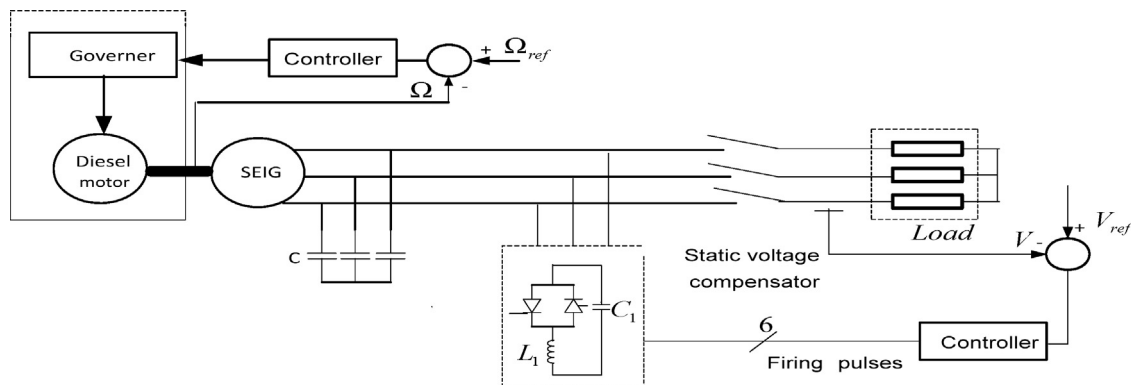 Governer
Controller
+ Ω ref
Ω -
Diesel
motor
SEIG
C
Load
V -
+ V ref
Static voltage
compensator
C 1
L 1
6
Firing pulses
Controller